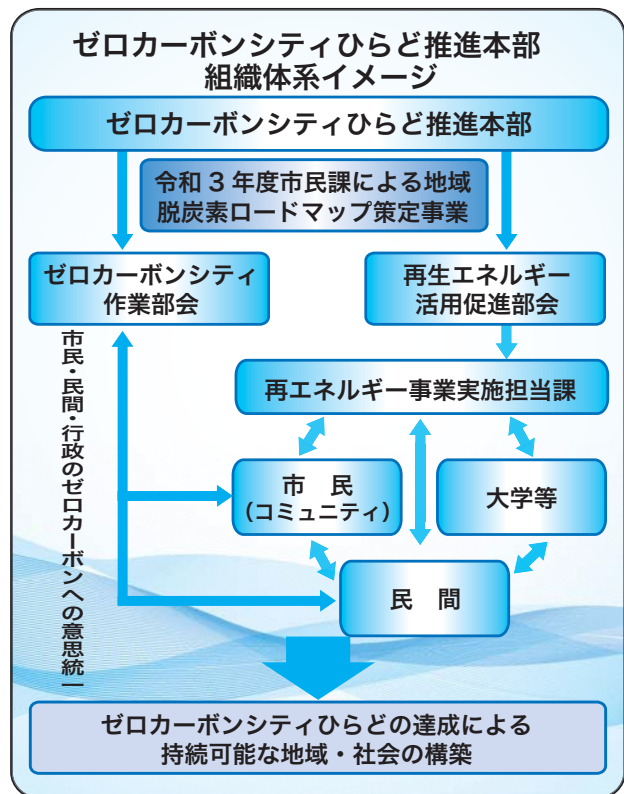 ゼロカーボンシティひらど推進本部
組織体系イメージ
ゼロカーボンシティひらど推進本部
令和3年度市民課による地域
脱炭素ロードマップ策定事業
ゼロカーボンシティ
作業部会
再生エネルギー
活用促進部会
市民・民間・行政のゼロカーボンへの意思統一
再エネルギー事業実施担当課
市　民
（コミュニティ）
大学等
民　間
ゼロカーボンシティひらどの達成による
持続可能な地域・社会の構築